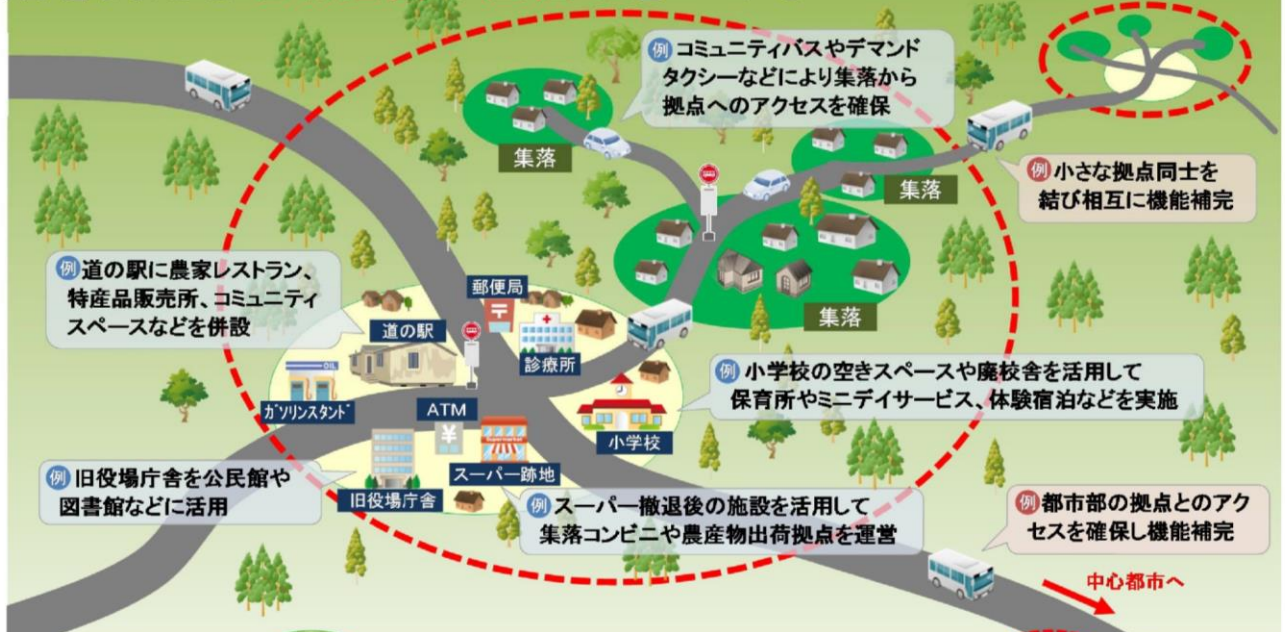 例 コミュニティバスやデマンド
タクシーなどにより集落から
拠点へのアクセスを確保
集落
集落
例 小さな拠点同士を
結び相互に機能補完
例 道の駅に農家レストラン、
特産品販売所、コミュニティ
スペースなどを併設
郵便局
〒
道の駅
診療所
集落
OIL
ガソリンスタンド
ATM
¥
Supermarket
スーパー跡地
小学校
例 小学校の空きスペースや廃校舎を活用して
保育所やミニデイサービス、体験宿泊などを実施
旧役場庁舎
例 旧役場庁舎を公民館や
図書館などに活用
例 スーパー撤退後の施設を活用して
集落コンビニや農産物出荷拠点を運営
例 都市部の拠点とのアク
セスを確保し機能補完
中心都市へ